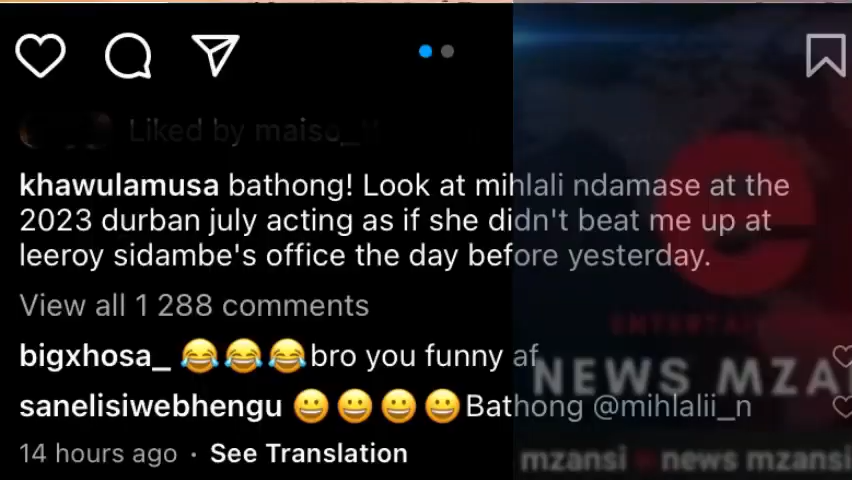 Liked by maiso_
khawulamusa bathong! Look at mihlali ndamase at the
2023 durban july acting as if she didn't beat me up at
leeroy sidambe's office the day before yesterday.
View all 1 288 comments
bigxhosa_ 😂😂😂bro you funny af
sanelisiwebhengu 😀😀😀😀Bathong @mihlalii_n
14 hours ago · See Translation
e
ENTERTAI
NEWS MZA
mzansi news mzansi